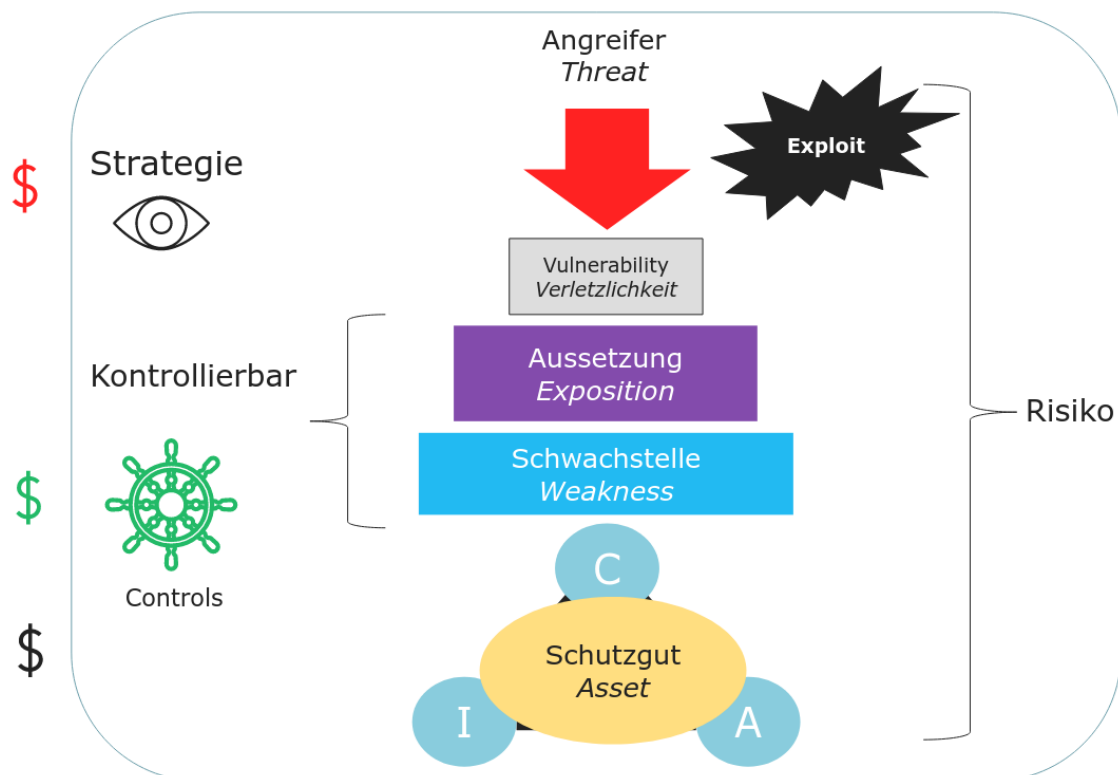 Angreifer
Threat
Exploit
$
Strategie
Vulnerability
Verletzlichkeit
Aussetzung
Exposition
Kontrollierbar
Risiko
Schwachstelle
Weakness
$
Controls
C
$
Schutzgut
Asset
I
A